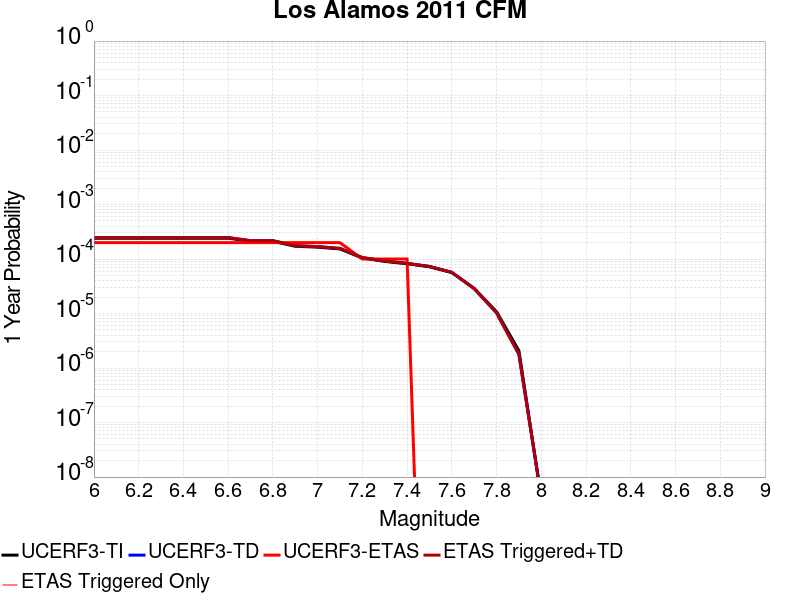 Los Alamos 2011 CFM
1 Year Probability
10^0
10^-1
10^-2
10^-3
10^-4
10^-5
10^-6
10^-7
10^-8
6 6.2 6.4 6.6 6.8 7 7.2 7.4 7.6 7.8 8 8.2 8.4 8.6 8.8 9
Magnitude
UCERF3-TI UCERF3-TD UCERF3-ETAS ETAS Triggered+TD
ETAS Triggered Only